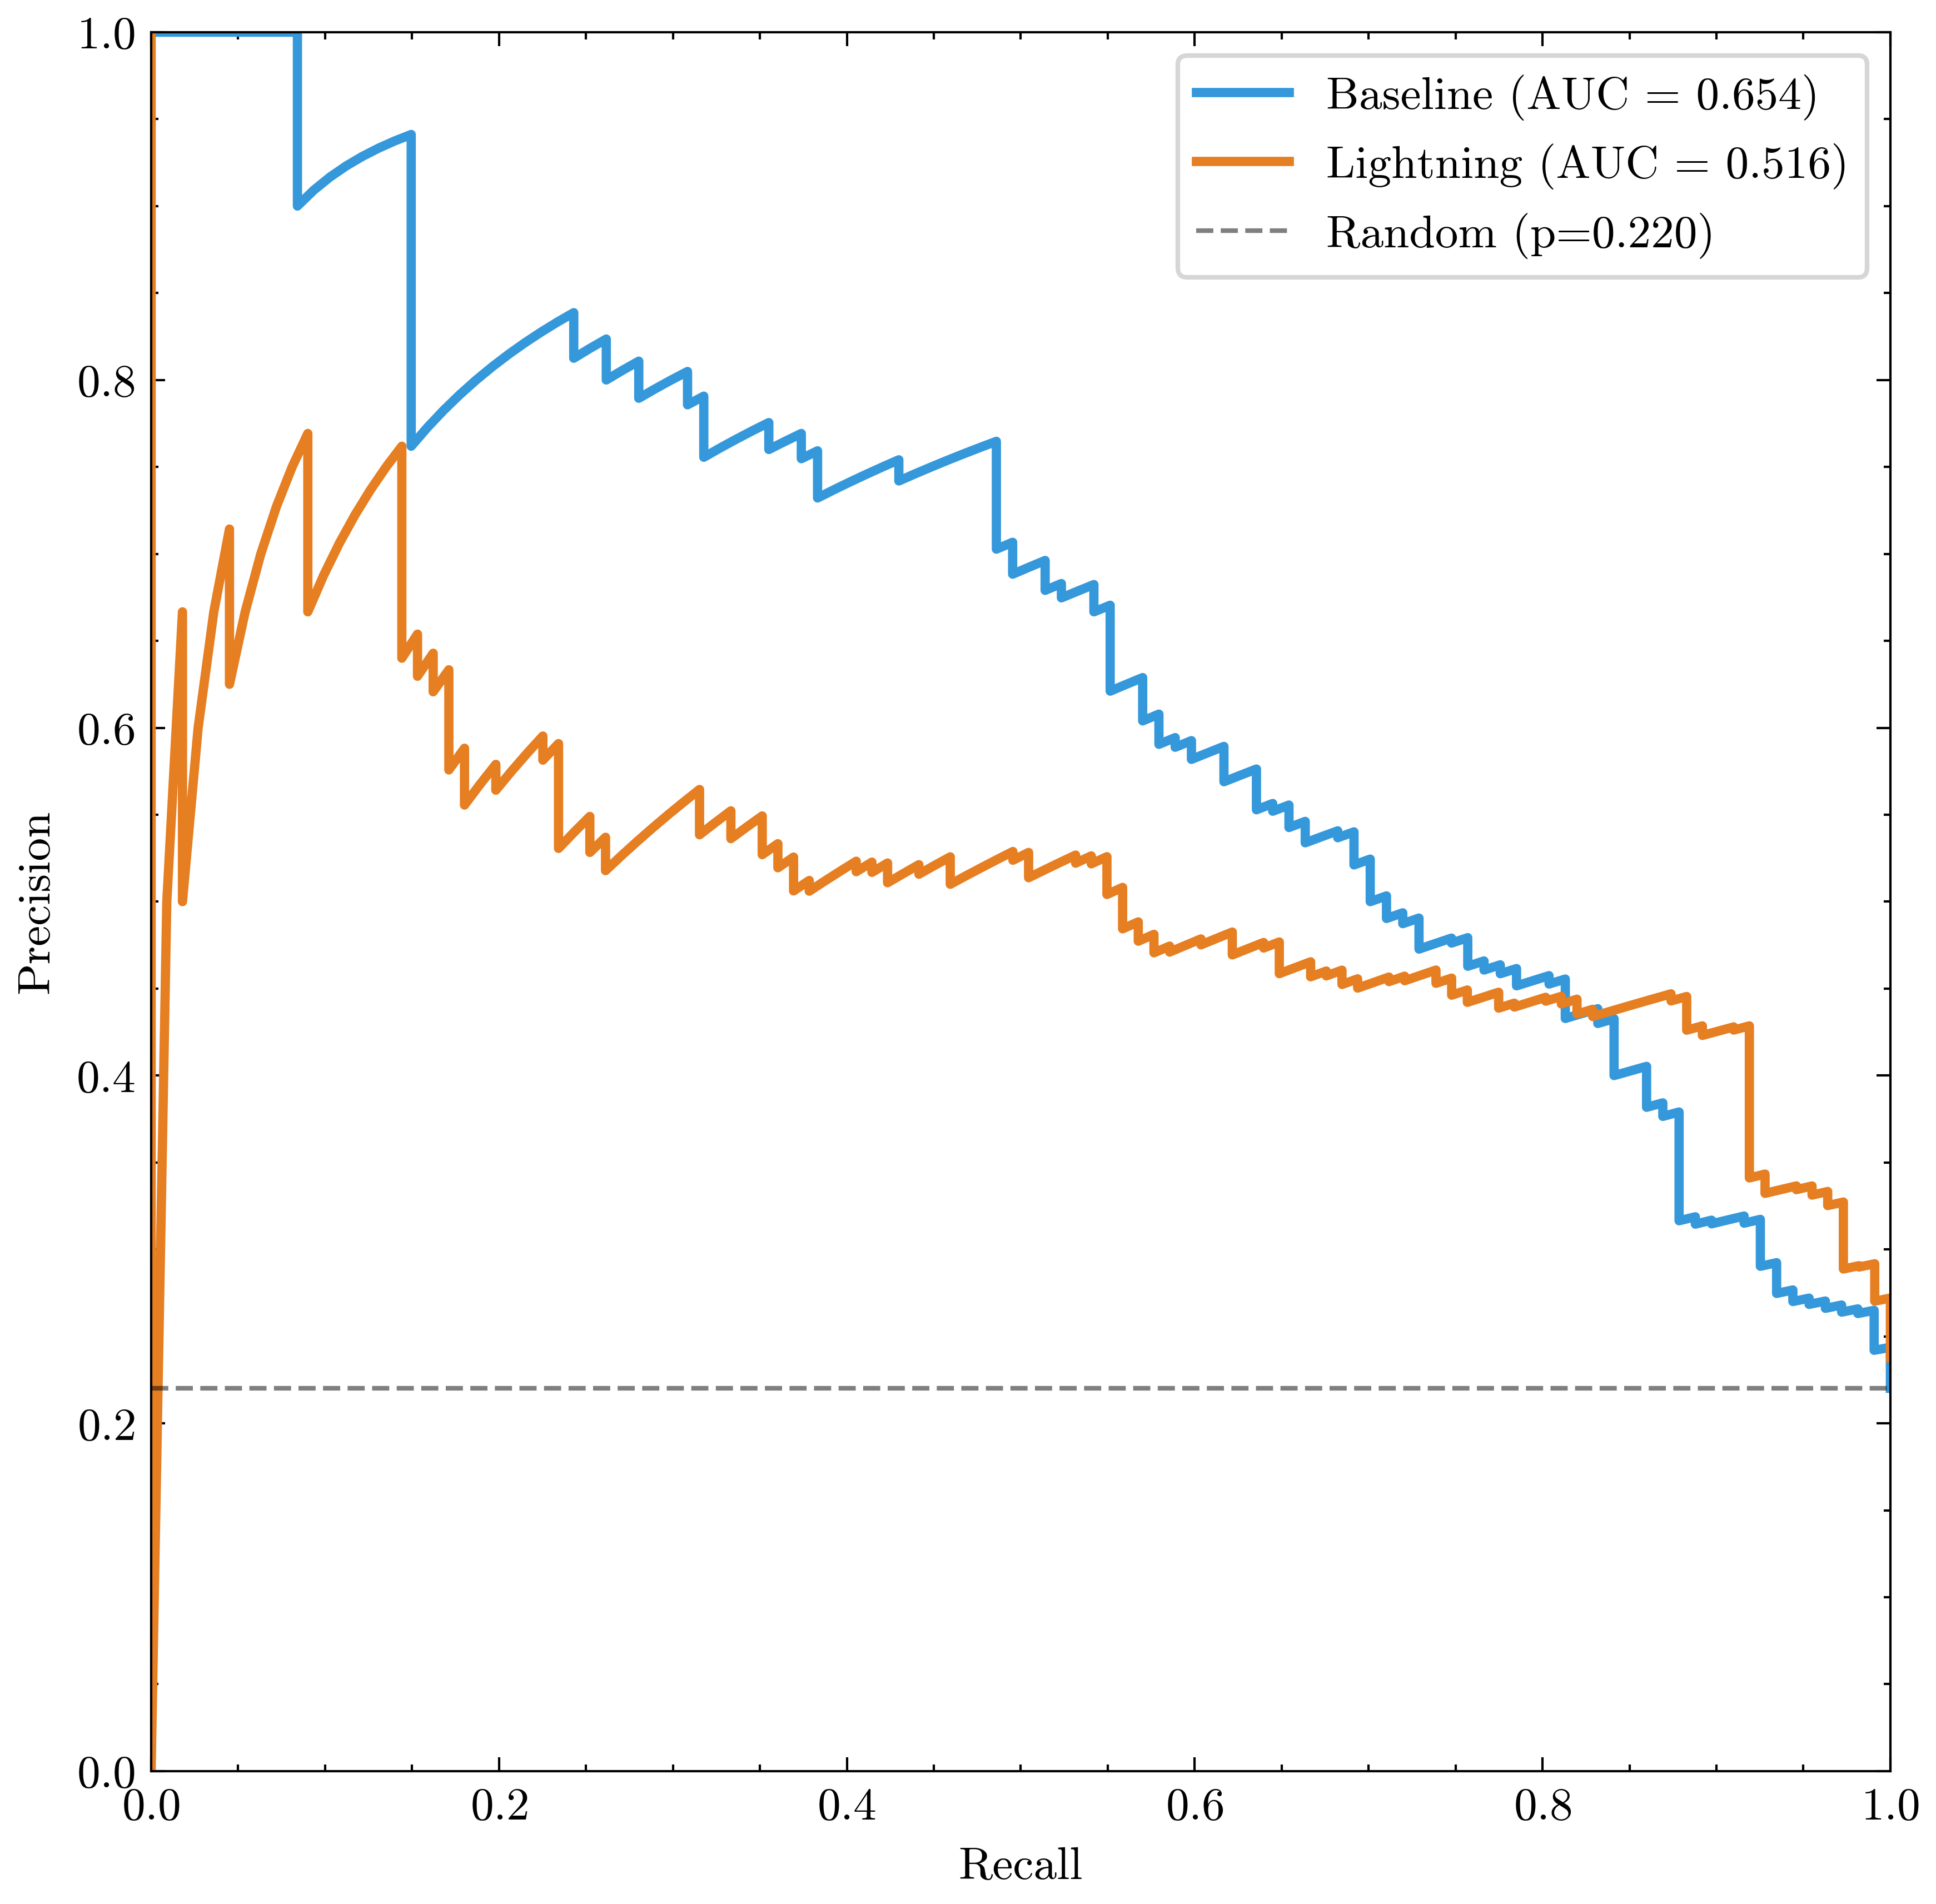 Baseline (AUC = 0.654)
Lightning (AUC = 0.516)
Random (p=0.220)
Precision
1.0
0.8
0.6
0.4
0.2
0.0
0.0 0.2 0.4 0.6 0.8 1.0
Recall